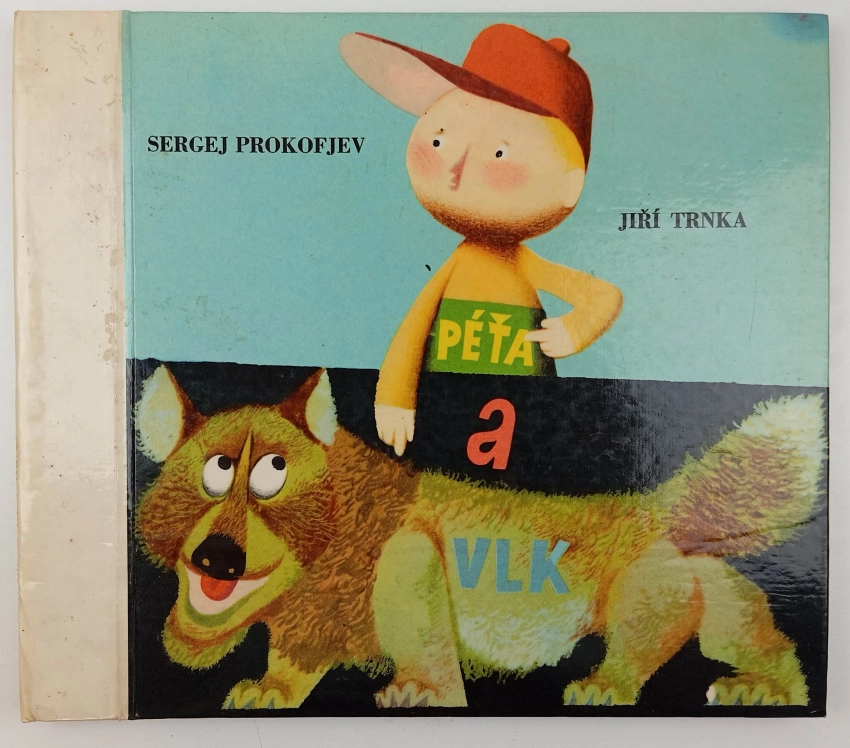 SERGEJ PROKOFJEV
JIŘÍ TRNKA
PÉŤA
a
VLK